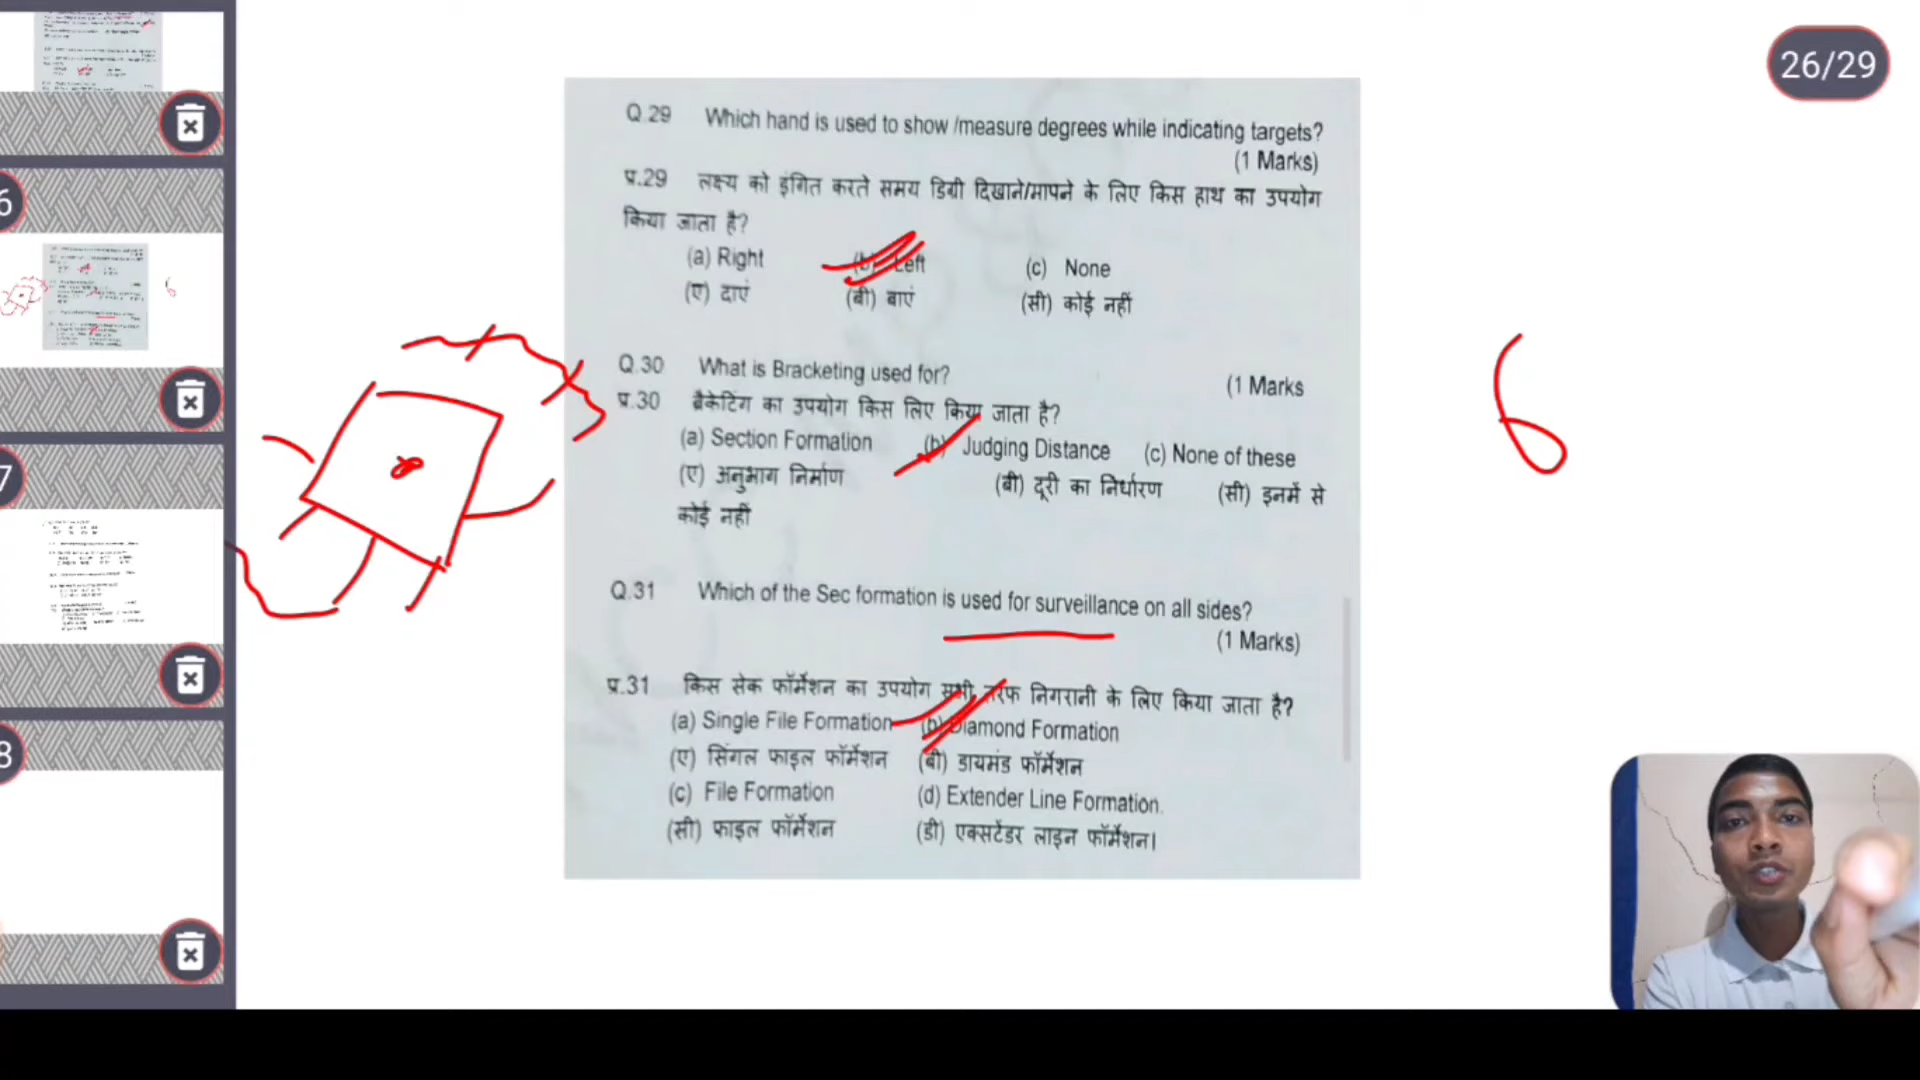 26/29
Q.29 Which hand is used to show /measure degrees while indicating targets?
(1 Marks)
प्र.29 लक्ष्य को इंगित करते समय डिग्री दिखाने/मापने के लिए किस हाथ का उपयोग
किया जाता है?
(a) Right (b) Left (c) None
(ए) दाएं (बी) बाएं (सी) कोई नहीं
Q.30 What is Bracketing used for? (1 Marks
प्र.30 ब्रैकेटिंग का उपयोग किस लिए किया जाता है?
(a) Section Formation (b) Judging Distance (c) None of these
(ए) अनुभाग निर्माण (बी) दूरी का निर्धारण (सी) इनमें से
कोई नहीं
Q.31 Which of the Sec formation is used for surveillance on all sides?
(1 Marks)
प्र.31 किस सेक फॉर्मेशन का उपयोग सभी तरफ निगरानी के लिए किया जाता है?
(a) Single File Formation (b) Diamond Formation
(ए) सिंगल फाइल फॉर्मेशन (बी) डायमंड फॉर्मेशन
(c) File Formation (d) Extender Line Formation.
(सी) फाइल फॉर्मेशन (डी) एक्सटेंडर लाइन फॉर्मेशन।
6
7
8